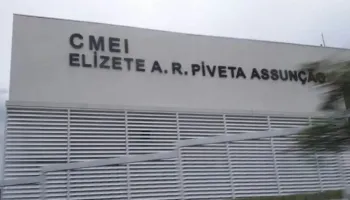 CMEI
ELIZETE A. R. PIVETA ASSUNÇÃO